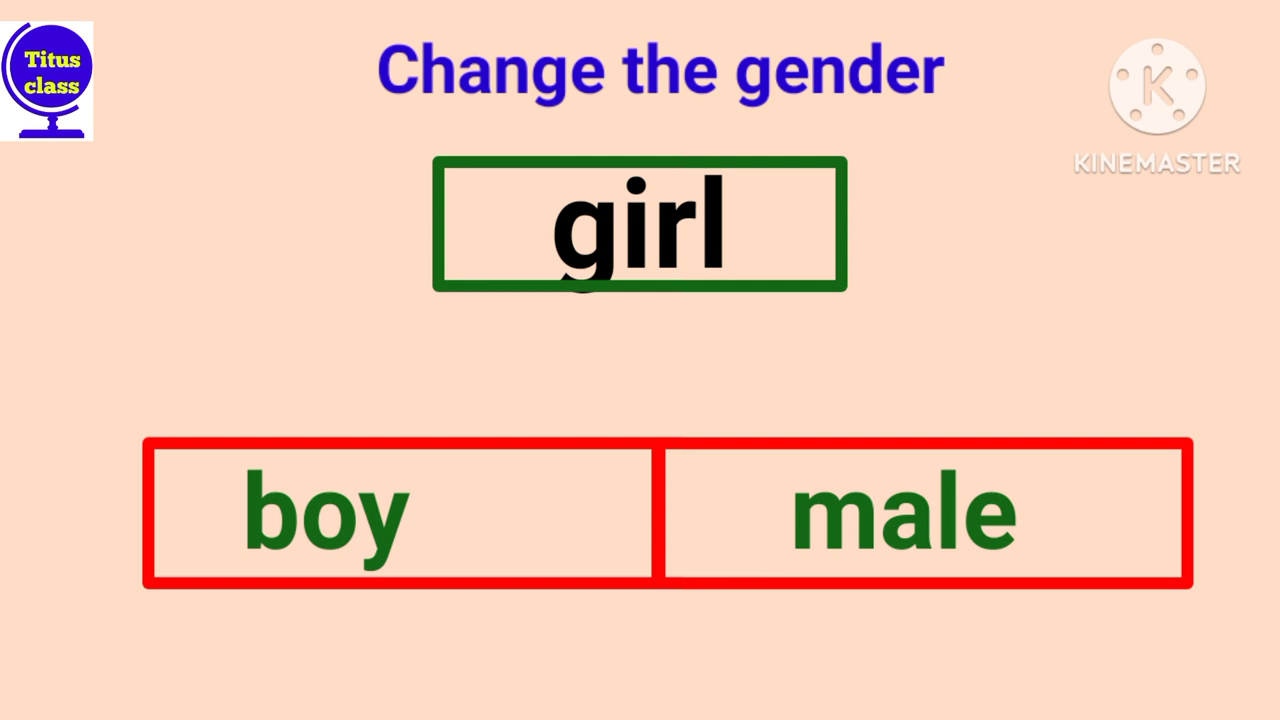 Titus
class
Change the gender
KINEMASTER
girl
boy male